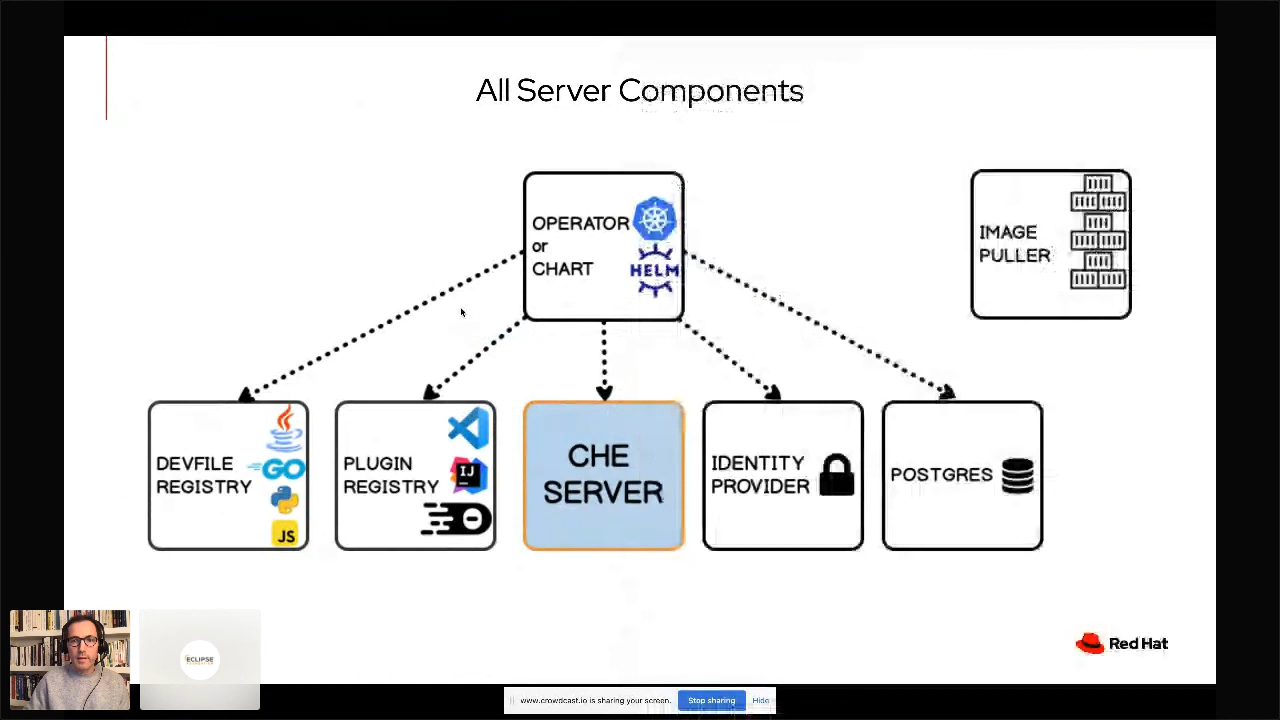 All Server Components
OPERATOR
or
CHART
HELM
IMAGE
PULLER
DEVFILE
REGISTRY
GO
JS
PLUGIN
REGISTRY
IJ
CHE
SERVER
IDENTITY
PROVIDER
POSTGRES
ECLIPSE
Red Hat
www.crowdcast.io is sharing your screen.
Stop sharing
Hide